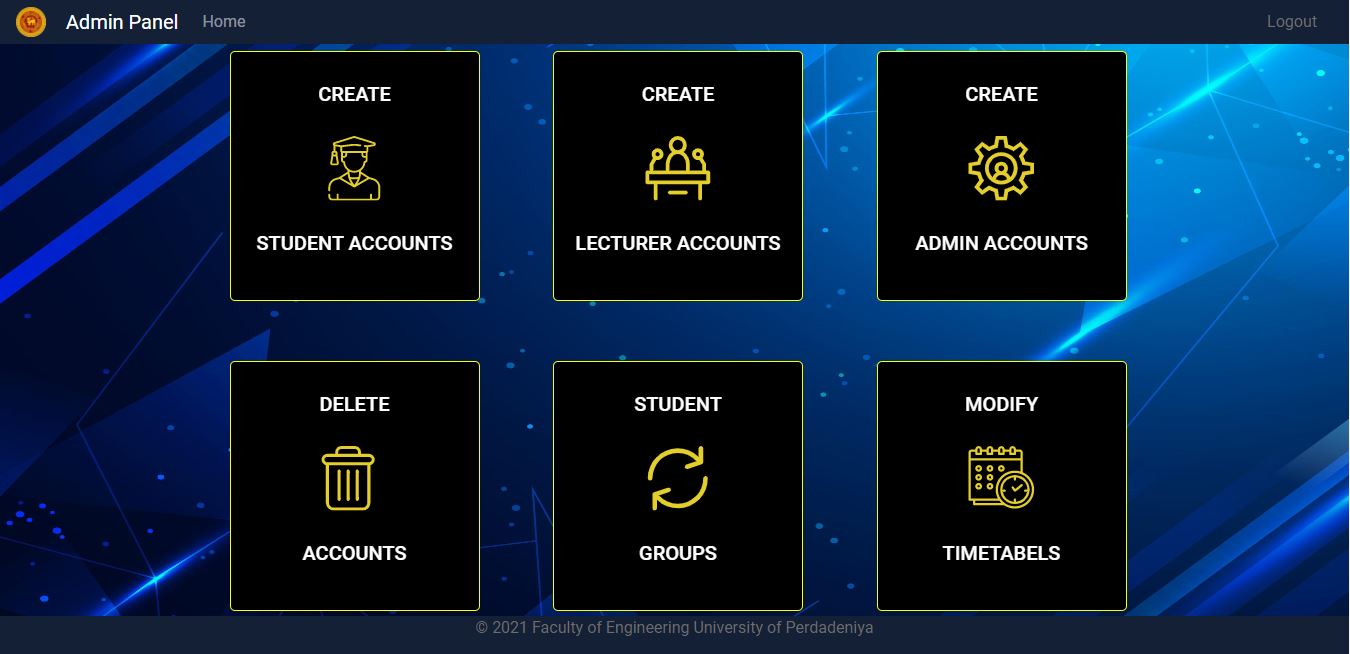 Admin Panel Home Logout
CREATE CREATE CREATE
STUDENT ACCOUNTS LECTURER ACCOUNTS ADMIN ACCOUNTS
DELETE STUDENT MODIFY
ACCOUNTS GROUPS TIMETABELS
© 2021 Faculty of Engineering University of Perdadeniya